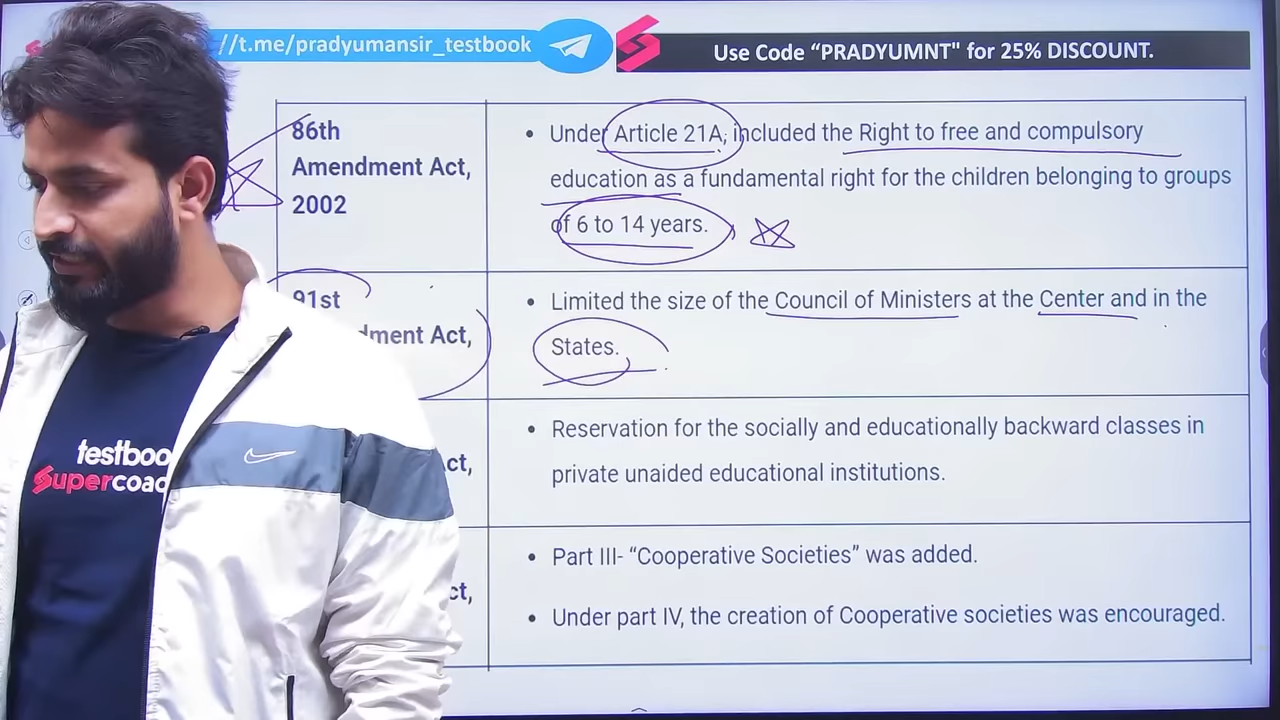 //t.me/pradyumansir_testbook
Use Code “PRADYUMNT" for 25% DISCOUNT.
86th
Amendment Act,
2002
• Under Article 21A, included the Right to free and compulsory
education as a fundamental right for the children belonging to groups
of 6 to 14 years.
91st
dment Act,
• Limited the size of the Council of Ministers at the Center and in the
States.
ct,
• Reservation for the socially and educationally backward classes in
private unaided educational institutions.
ct,
• Part III- “Cooperative Societies” was added.
• Under part IV, the creation of Cooperative societies was encouraged.
testboo
Supercoac